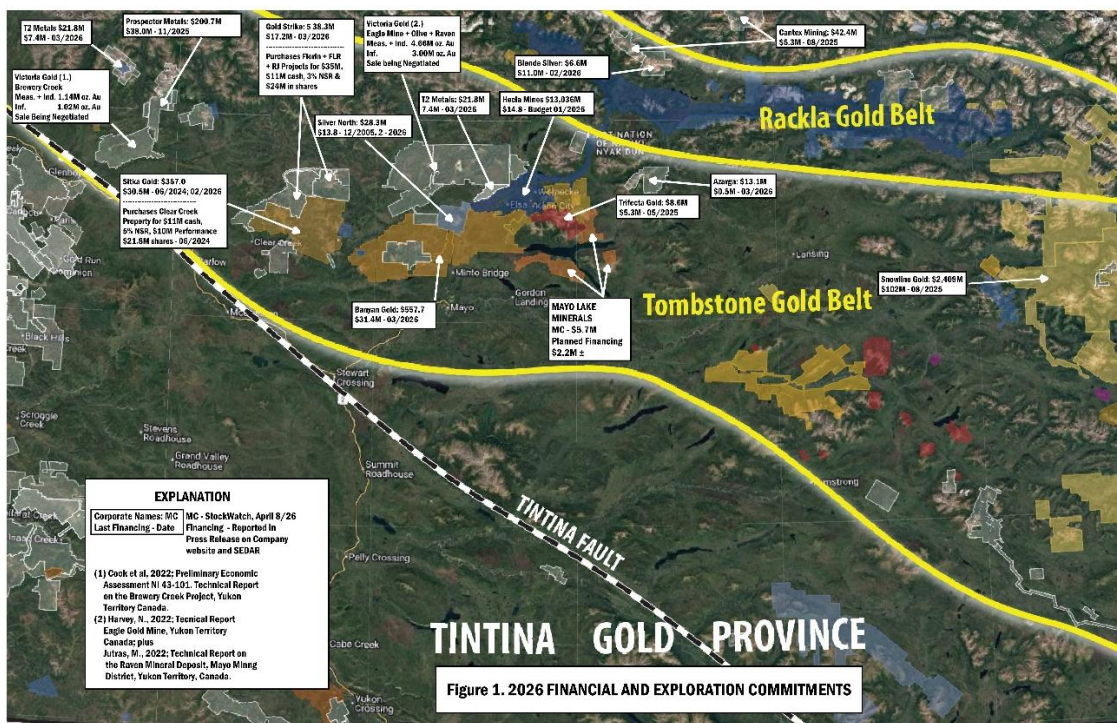 T2 Metals $21.8M
$7.4M - 03/2026
Prospector Metals: $200.7M
$38.0M - 11/2025
Gold Strike: $ 38.3M
$17.2M - 03/2026
Purchases Florin + FLR
+ RJ Projects for $35M,
$11M cash, 3% NSR &
$24M in shares
Victoria Gold (2.)
Eagle Mine + Olive + Raven
Meas. + Ind. 4.66M oz. Au
Inf. 3.00M oz. Au
Sale being Negotiated
Cantex Mining: $42.4M
$5.3M - 08/2025
Blende Silver: $6.6M
$11.0M - 02/2026
Victoria Gold (1.)
Brewery Creek
Meas. + Ind. 1.14M oz. Au
Inf. 1.02M oz. Au
Sale Being Negotiated
T2 Metals: $21.8M
7.4M - 03/2025
Hecla Mines $13,036M
$14.8 - Budget 01/2025
Silver North: $28.3M
$13.8 - 12/2005, 2 - 2026
Rackla Gold Belt
NATION
NYAK DUN
Sitka Gold: $357.0
$30.5M - 06/2024; 02/2026
Purchases Clear Creek
Property for $11M cash,
5% NSR, $10M Performance
$21.8M shares - 06/2024
Azarga: $13.1M
$0.5M - 03/2026
Trifecta Gold: $8.6M
$5.3M - 05/2025
Elsa
Clear Creek
Gold Run
Dominion
Minto Bridge
Mayo
Gordon
Landing
Lansing
Snowline Gold: $2,409M
$102M - 08/2025
Tombstone Gold Belt
Banyan Gold: $557.7
$31.4M - 03/2026
MAYO LAKE
MINERALS
MC - $5.7M
Planned Financing
$2.2M ±
Black Hills
Stewart
Crossing
Scroggie
Creek
Stevens
Roadhouse
Grand Valley
Roadhouse
Summit
Roadhouse
Armstrong
EXPLANATION
Corporate Names: MC
Last Financing - Date
MC - StockWatch, April 8/26
Financing - Reported in
Press Release on Company
website and SEDAR
(1) Cook et al, 2022; Preliminary Economic
Assessment NI 43-101. Technical Report
on the Brewery Creek Project, Yukon
Territory Canada.
(2) Harvey, N., 2022; Tecnical Report
Eagle Gold Mine, Yukon Territory
Canada; plus
Jutras, M., 2022; Technical Report on
the Raven Mineral Deposit, Mayo Minng
District, Yukon Territory, Canada.
TINTINA FAULT
Pelly Crossing
Cabe Creek
Yukon
Crossing
TINTINA GOLD PROVINCE
Figure 1. 2026 FINANCIAL AND EXPLORATION COMMITMENTS